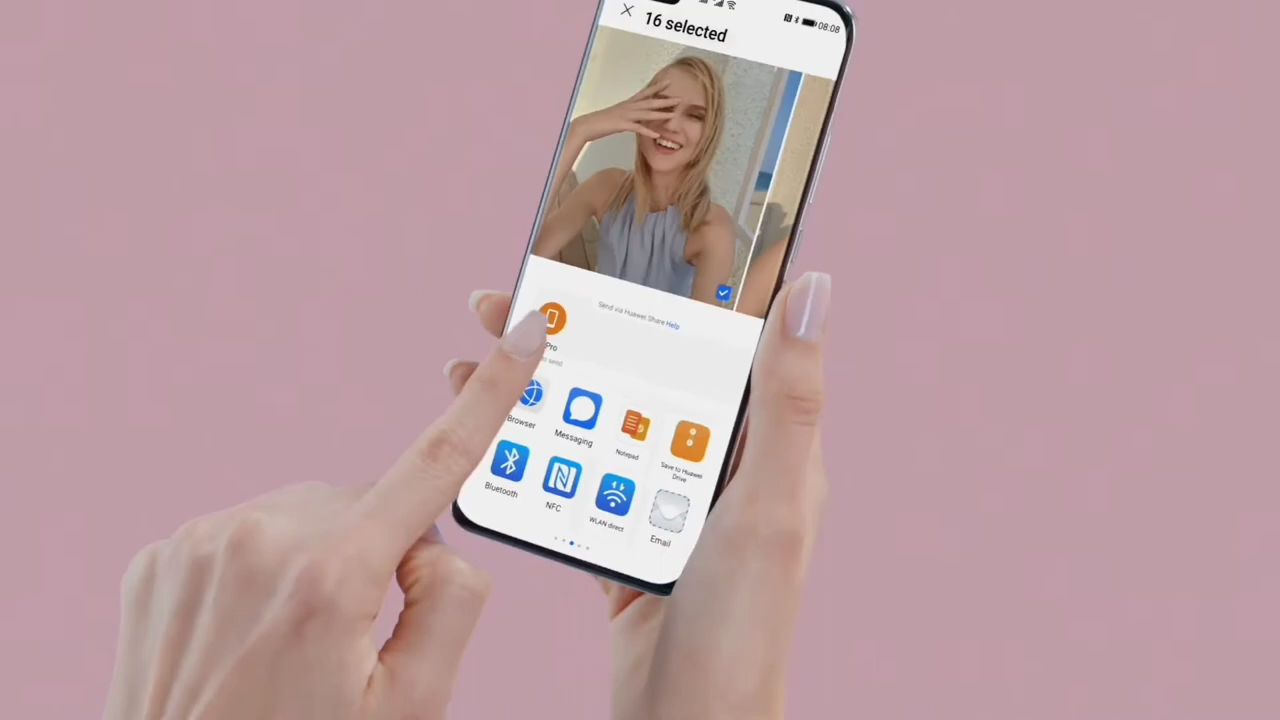 08:08
16 selected
Send via Huawei Share Help
Pro
send
Browser
Messaging
Notepad
Save to Huawei
Drive
Bluetooth
NFC
WLAN direct
Email